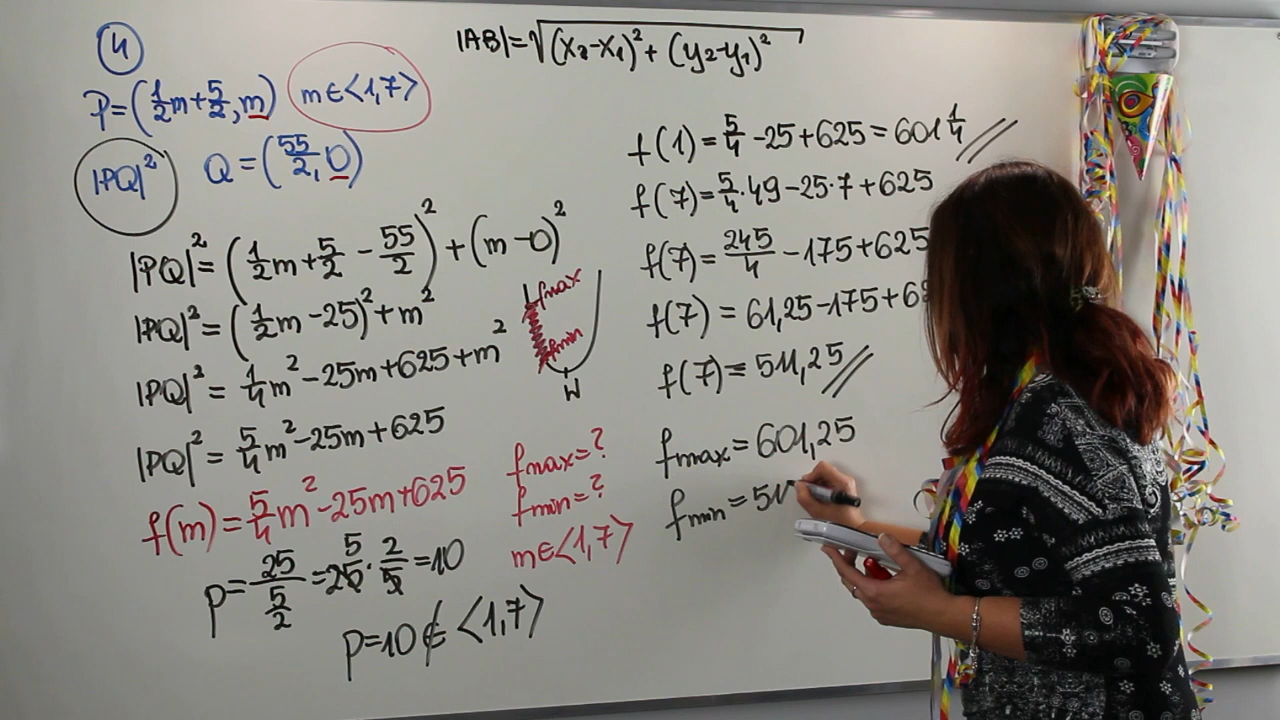 4
|AB|=√(x₂-x₁)²+(y₂-y₁)²
P=(1/2m+5/2,m) m∈<1,7>
|PQ|² Q=(55/2,0)
|PQ|²=(1/2m+5/2-55/2)²+(m-0)²
|PQ|²=(1/2m-25)²+m²
|PQ|²=1/4m²-25m+625+m²
|PQ|²=5/4m²-25m+625
f(m)=5/4m²-25m+625
p=25/(5/2)=25·2/5=10
5
p=10∉<1,7>
fmax
fmin
W
fmax=?
fmin=?
m∈<1,7>
f(1)=5/4-25+625=601 1/4
f(7)=5/4·49-25·7+625
f(7)=245/4-175+625
f(7)=61,25-175+
f(7)=511,25
fmax=601,25
fmin=511